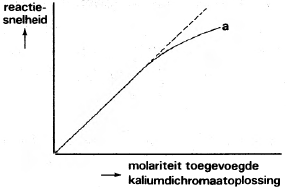 reactie-
snelheid
a
molariteit toegevoegde
kaliumdichromaatoplossing